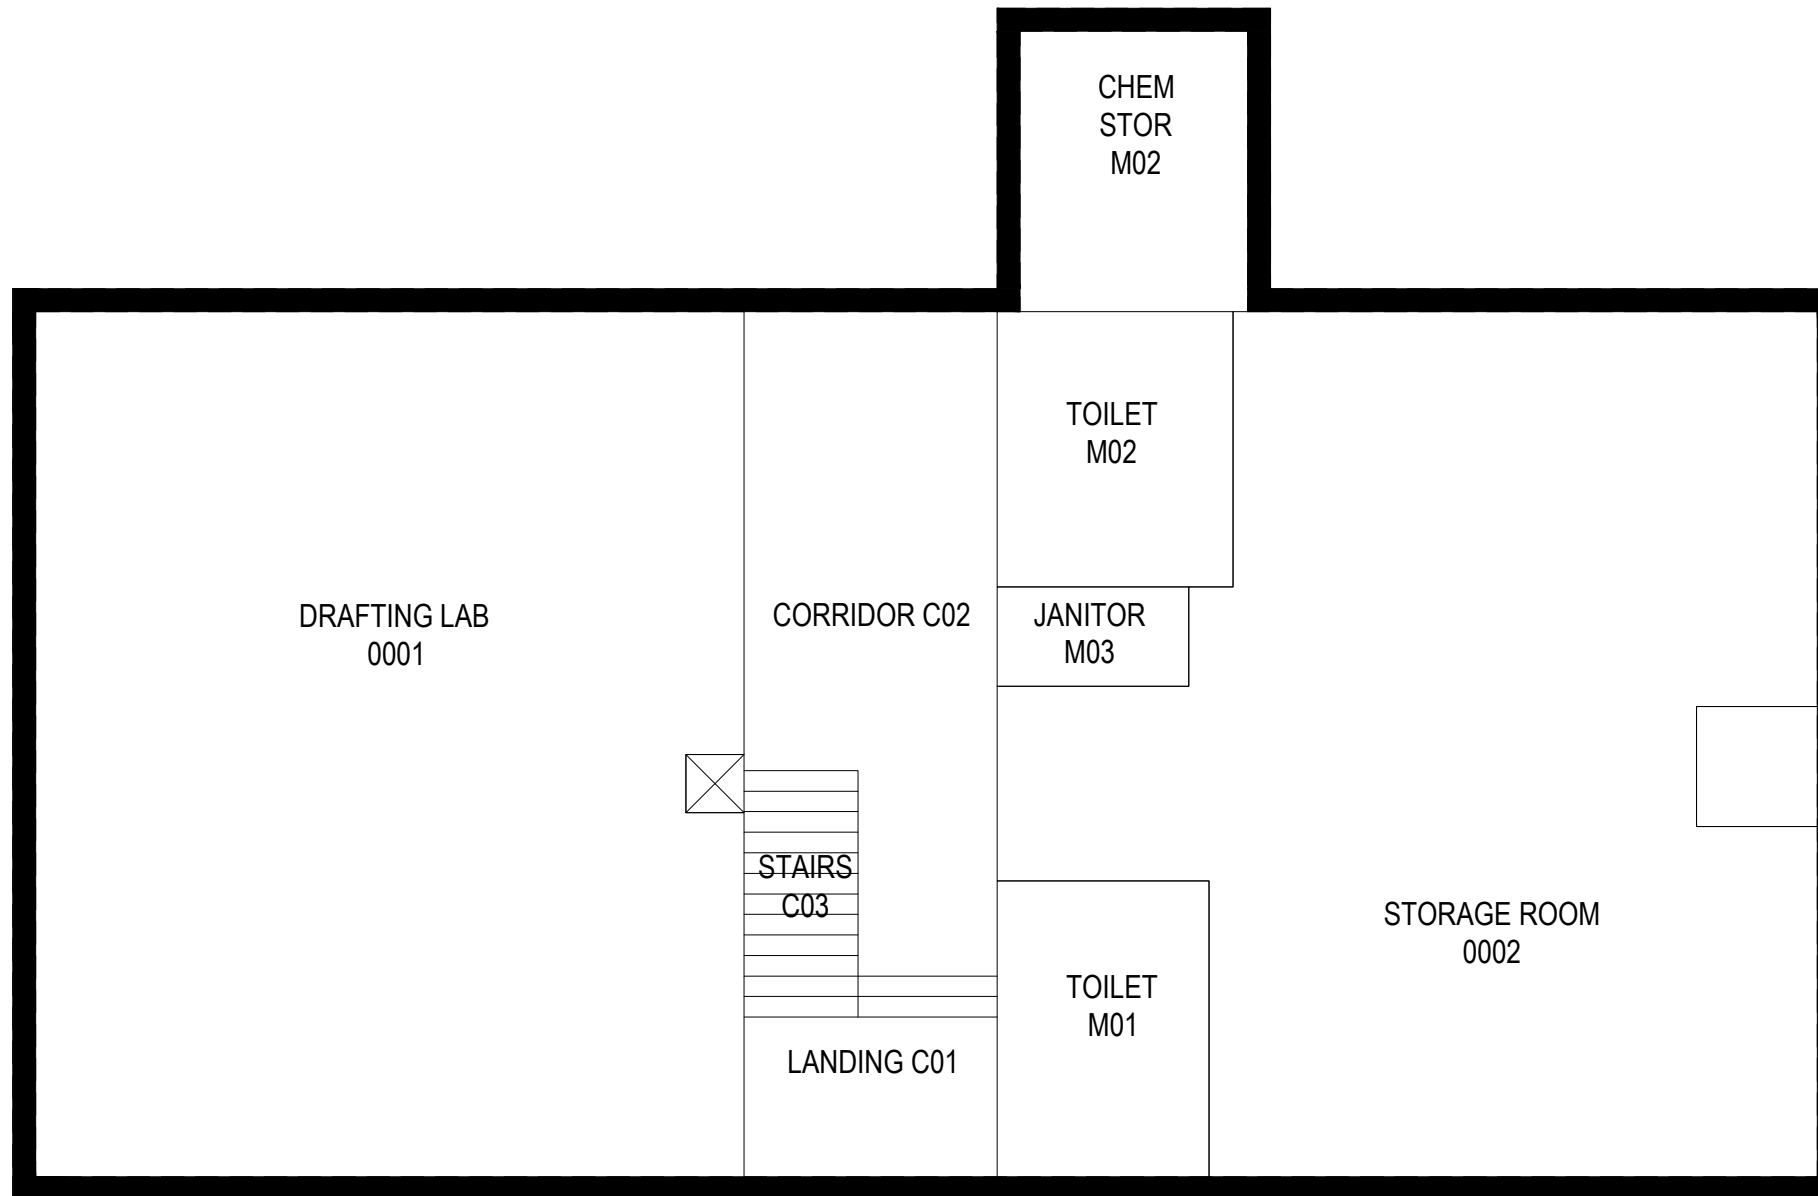 CHEM
STOR
M02
TOILET
M02
DRAFTING LAB
0001
CORRIDOR C02
JANITOR
M03
STAIRS
C03
STORAGE ROOM
0002
TOILET
M01
LANDING C01